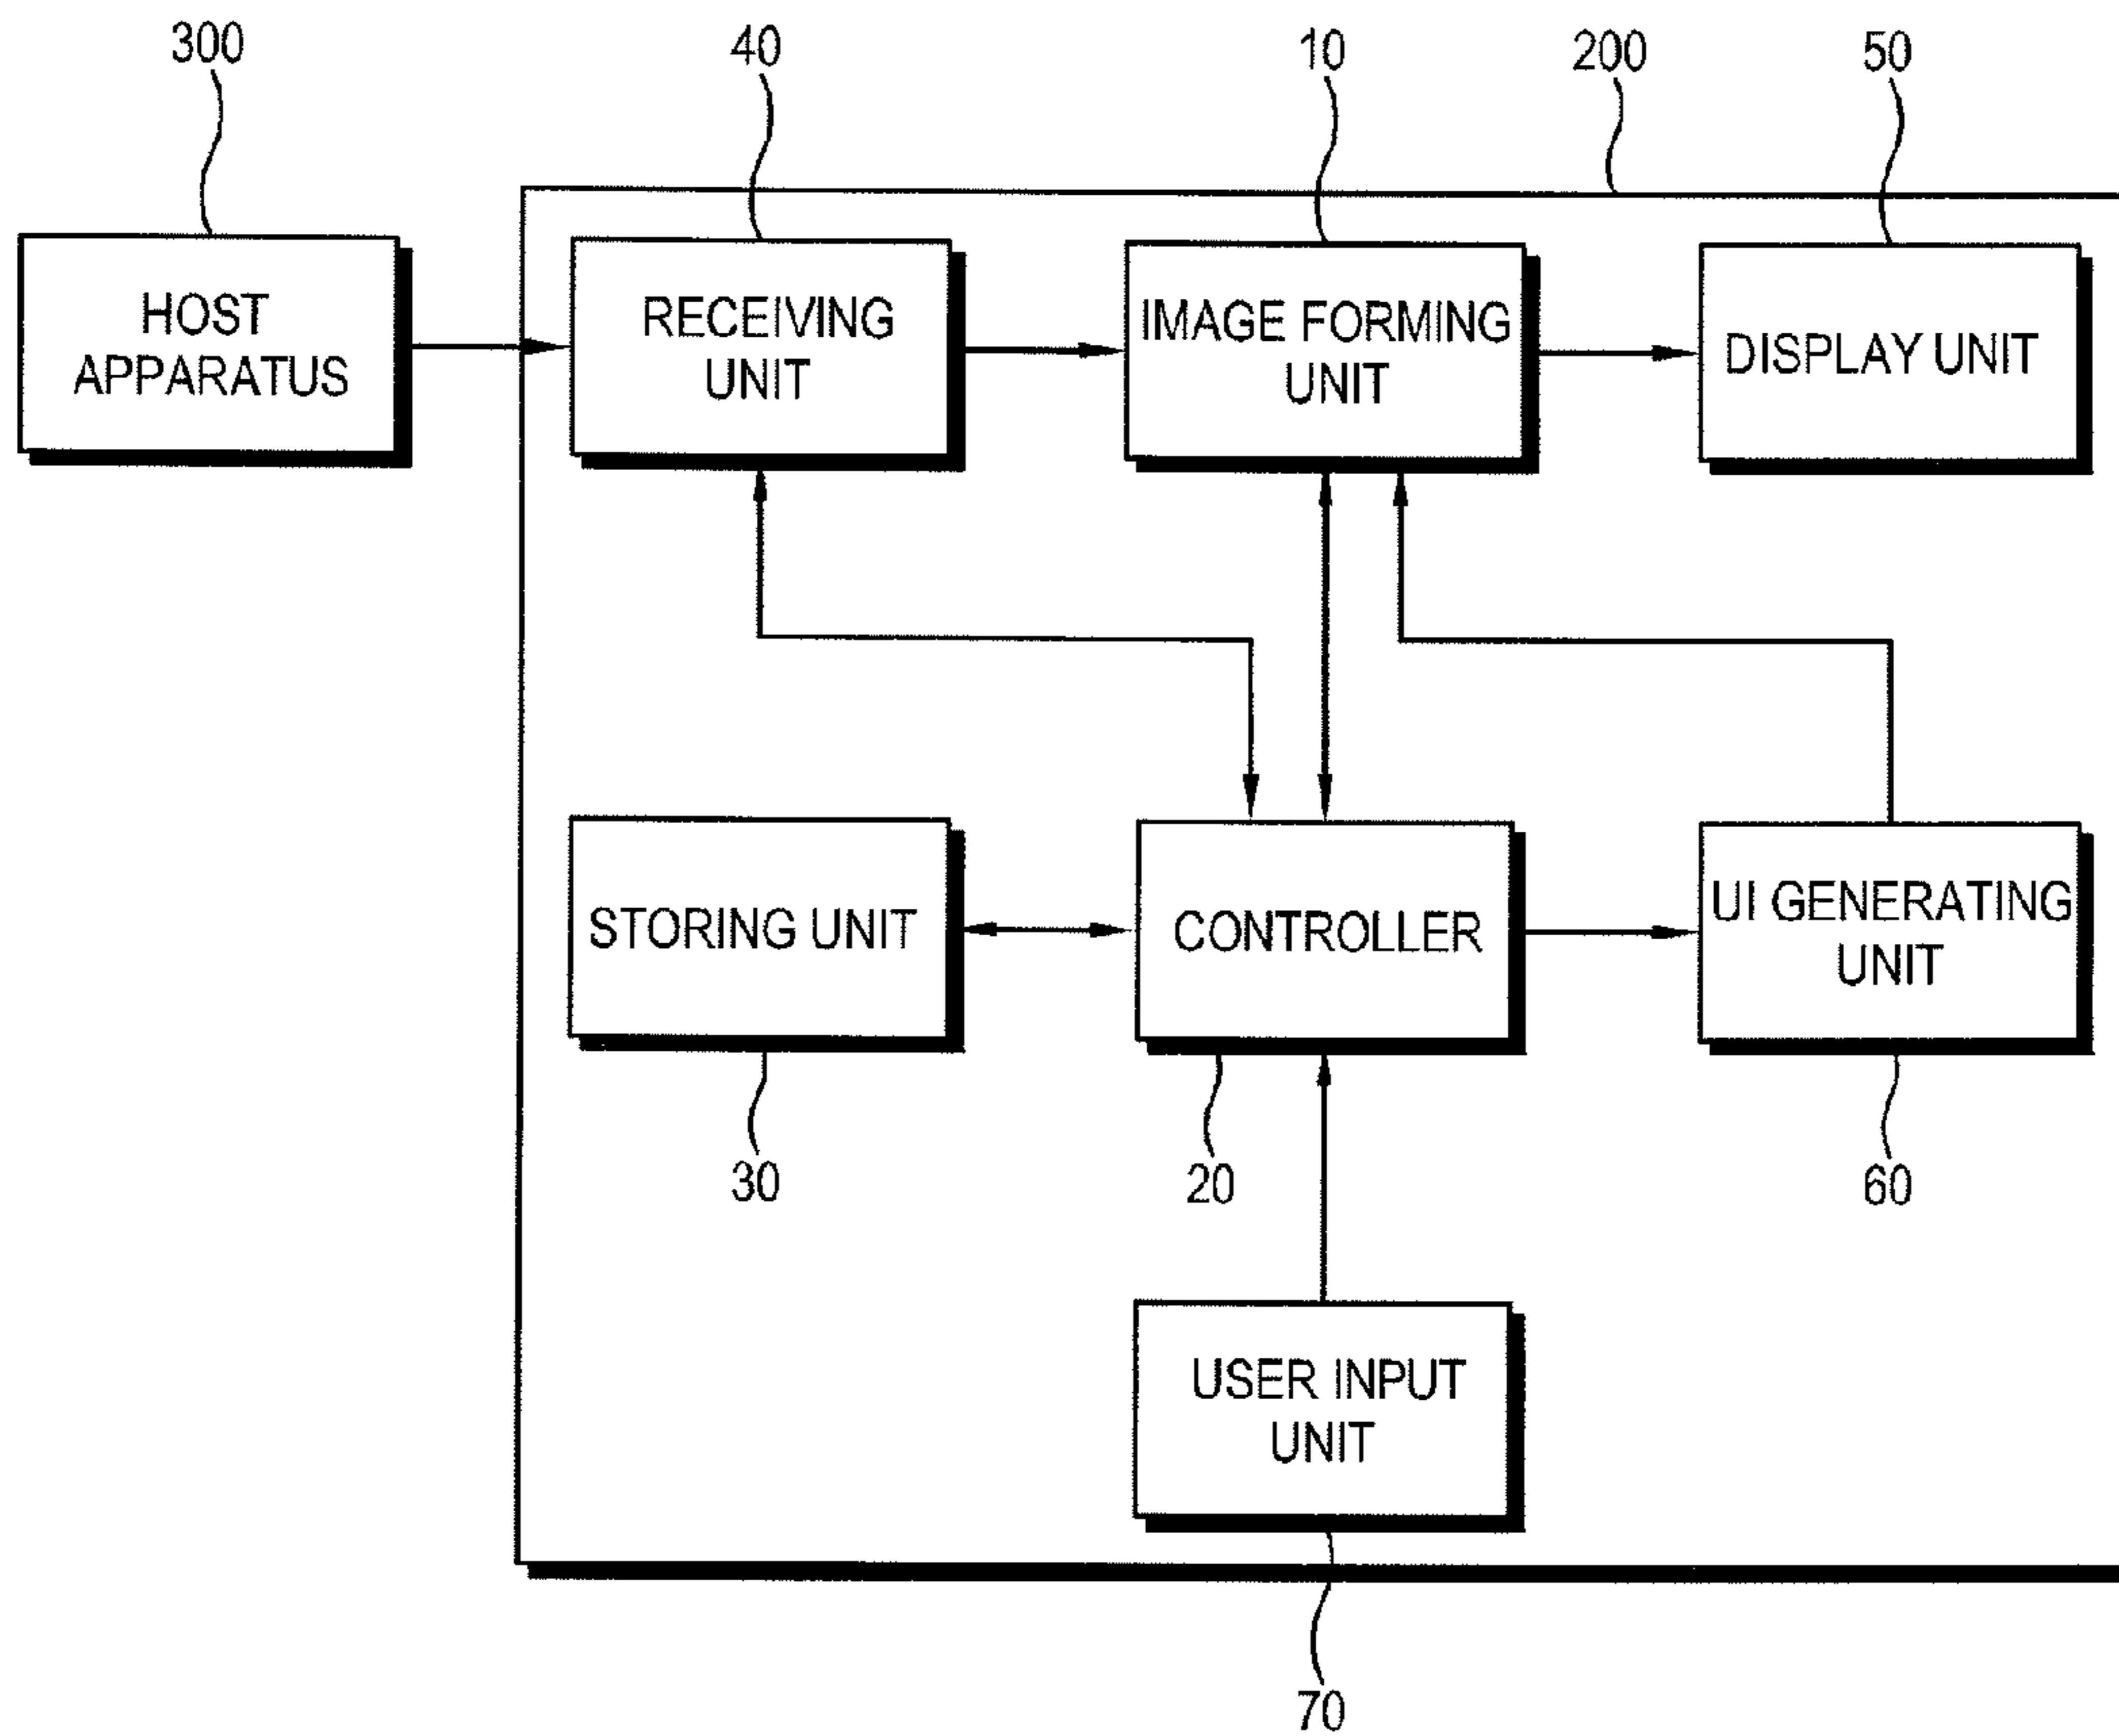 300
40
10
200
50
HOST
APPARATUS
RECEIVING
UNIT
IMAGE FORMING
UNIT
DISPLAY UNIT
STORING UNIT
CONTROLLER
UI GENERATING
UNIT
30
20
60
USER INPUT
UNIT
70